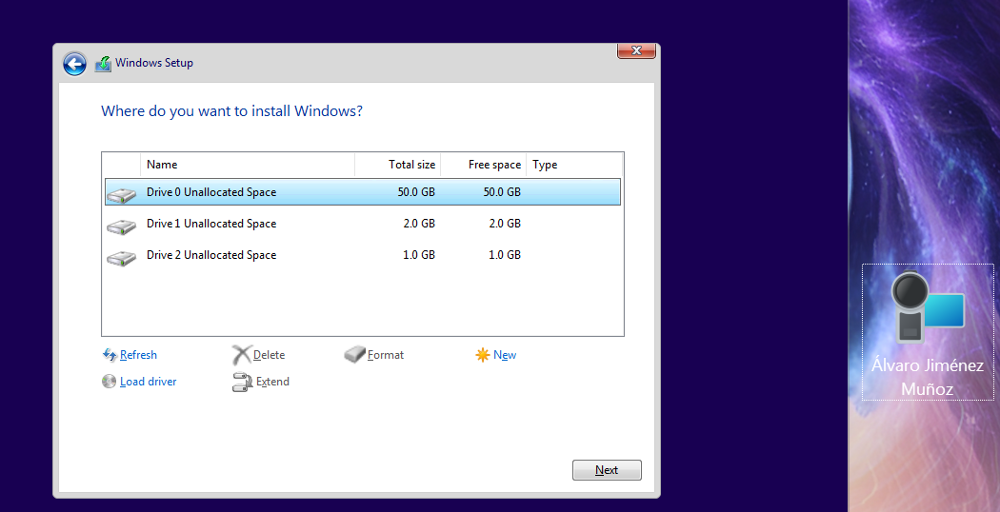 Windows Setup
Where do you want to install Windows?
Name Total size Free space Type
Drive 0 Unallocated Space 50.0 GB 50.0 GB
Drive 1 Unallocated Space 2.0 GB 2.0 GB
Drive 2 Unallocated Space 1.0 GB 1.0 GB
Refresh Delete Format New
Load driver Extend
Next
Álvaro Jiménez
Muñoz